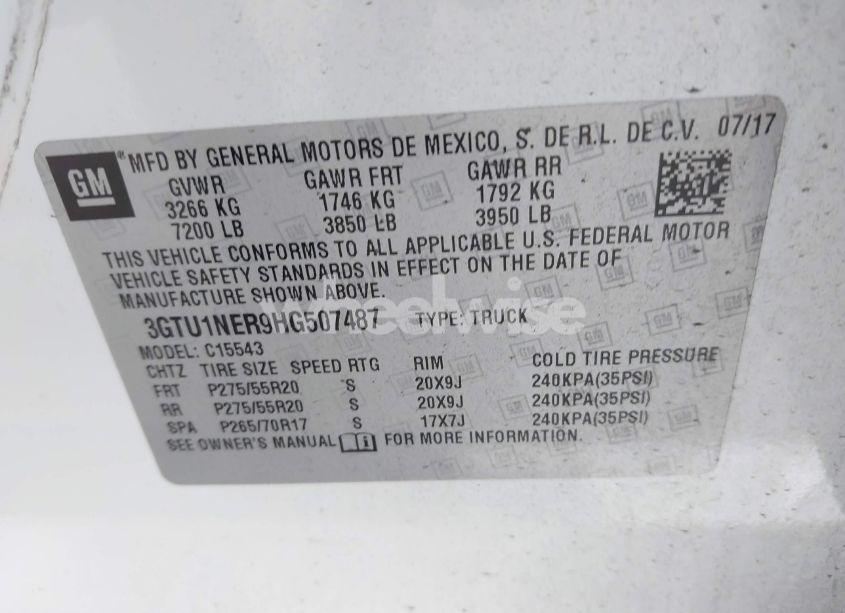 GM
® MFD BY GENERAL MOTORS DE MEXICO, S. DE R.L. DE C.V. 07/17
GVWR GAWR FRT GAWR RR
3266 KG 1746 KG 1792 KG
7200 LB 3850 LB 3950 LB
THIS VEHICLE CONFORMS TO ALL APPLICABLE U.S. FEDERAL MOTOR
VEHICLE SAFETY STANDARDS IN EFFECT ON THE DATE OF
MANUFACTURE SHOWN ABOVE.
3GTU1NER9HG507487 TYPE: TRUCK
wheelwise
MODEL: C15543
CHTZ TIRE SIZE SPEED RTG RIM COLD TIRE PRESSURE
FRT P275/55R20 S 20X9J 240KPA(35PSI)
RR P275/55R20 S 20X9J 240KPA(35PSI)
SPA P265/70R17 S 17X7J 240KPA(35PSI)
SEE OWNER'S MANUAL FOR MORE INFORMATION.